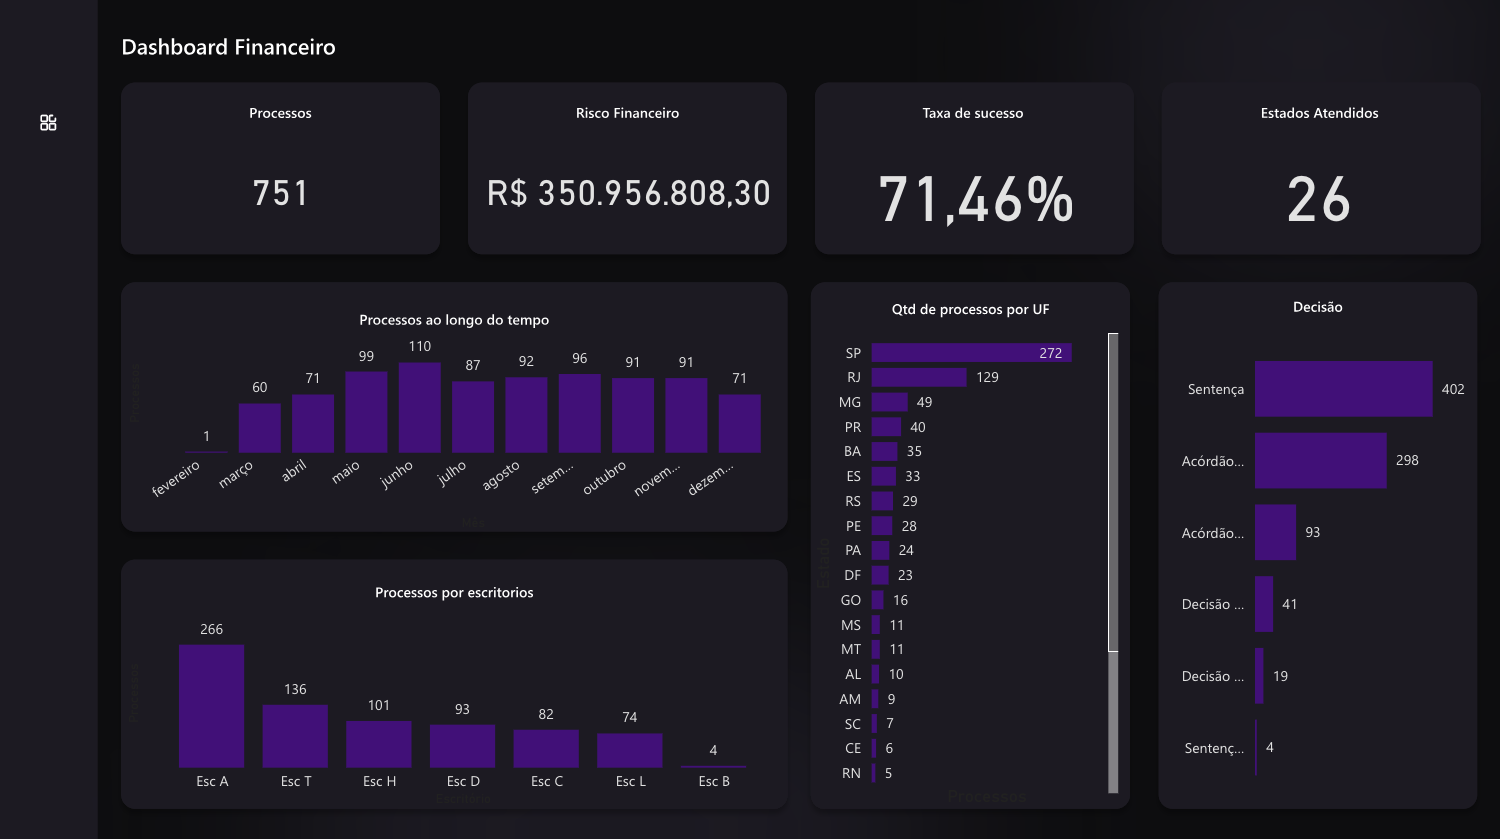 Dashboard Financeiro
Processos
751
Risco Financeiro
R$ 350.956.808,30
Taxa de sucesso
71,46%
Estados Atendidos
26
Processos ao longo do tempo
1
60
71
99
110
87
92
96
91
91
71
fevereiro
março
abril
maio
junho
julho
agosto
setem...
outubro
novem...
dezem...
Processos por escritorios
266
136
101
93
82
74
4
Esc A
Esc T
Esc H
Esc D
Esc C
Esc L
Esc B
Qtd de processos por UF
Estado
SP 272
RJ 129
MG 49
PR 40
BA 35
ES 33
RS 29
PE 28
PA 24
DF 23
GO 16
MS 11
MT 11
AL 10
AM 9
SC 7
CE 6
RN 5
Processos
Decisão
Sentença 402
Acórdão... 298
Acórdão... 93
Decisão ... 41
Decisão ... 19
Sentenç... 4